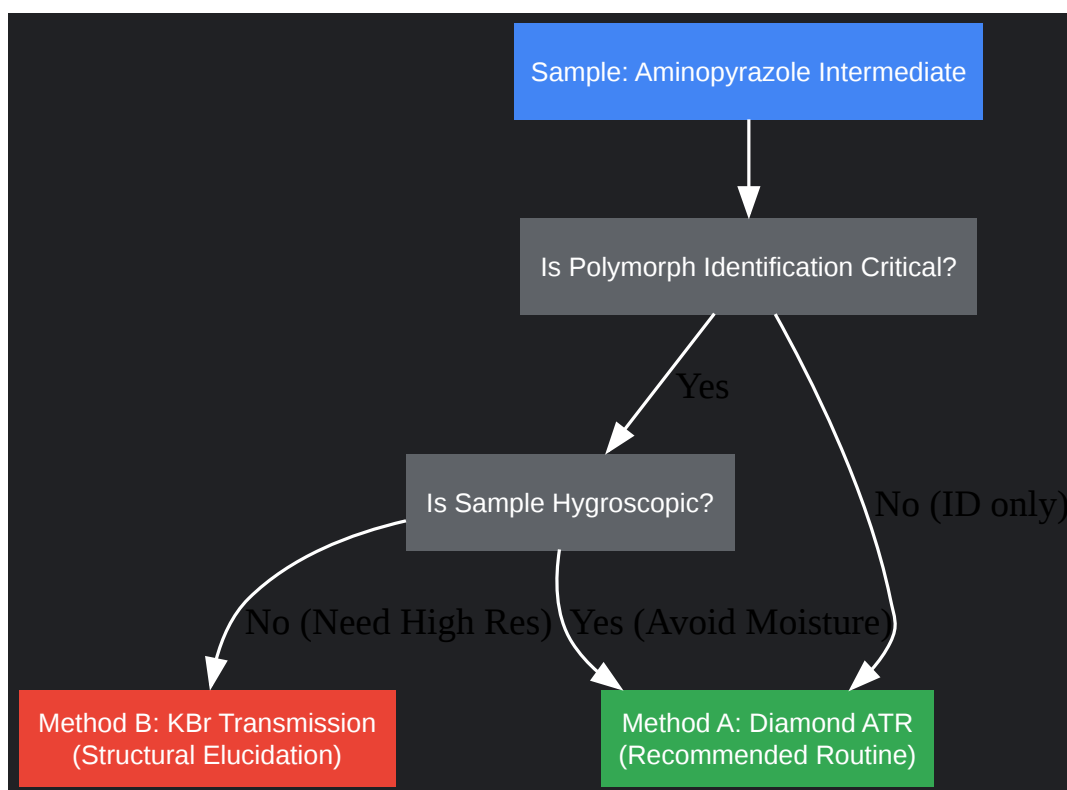 Sample: Aminopyrazole Intermediate
Is Polymorph Identification Critical?
Yes
Is Sample Hygroscopic?
No (ID only)
No (Need High Res)
Yes (Avoid Moisture)
Method B: KBr Transmission
(Structural Elucidation)
Method A: Diamond ATR
(Recommended Routine)